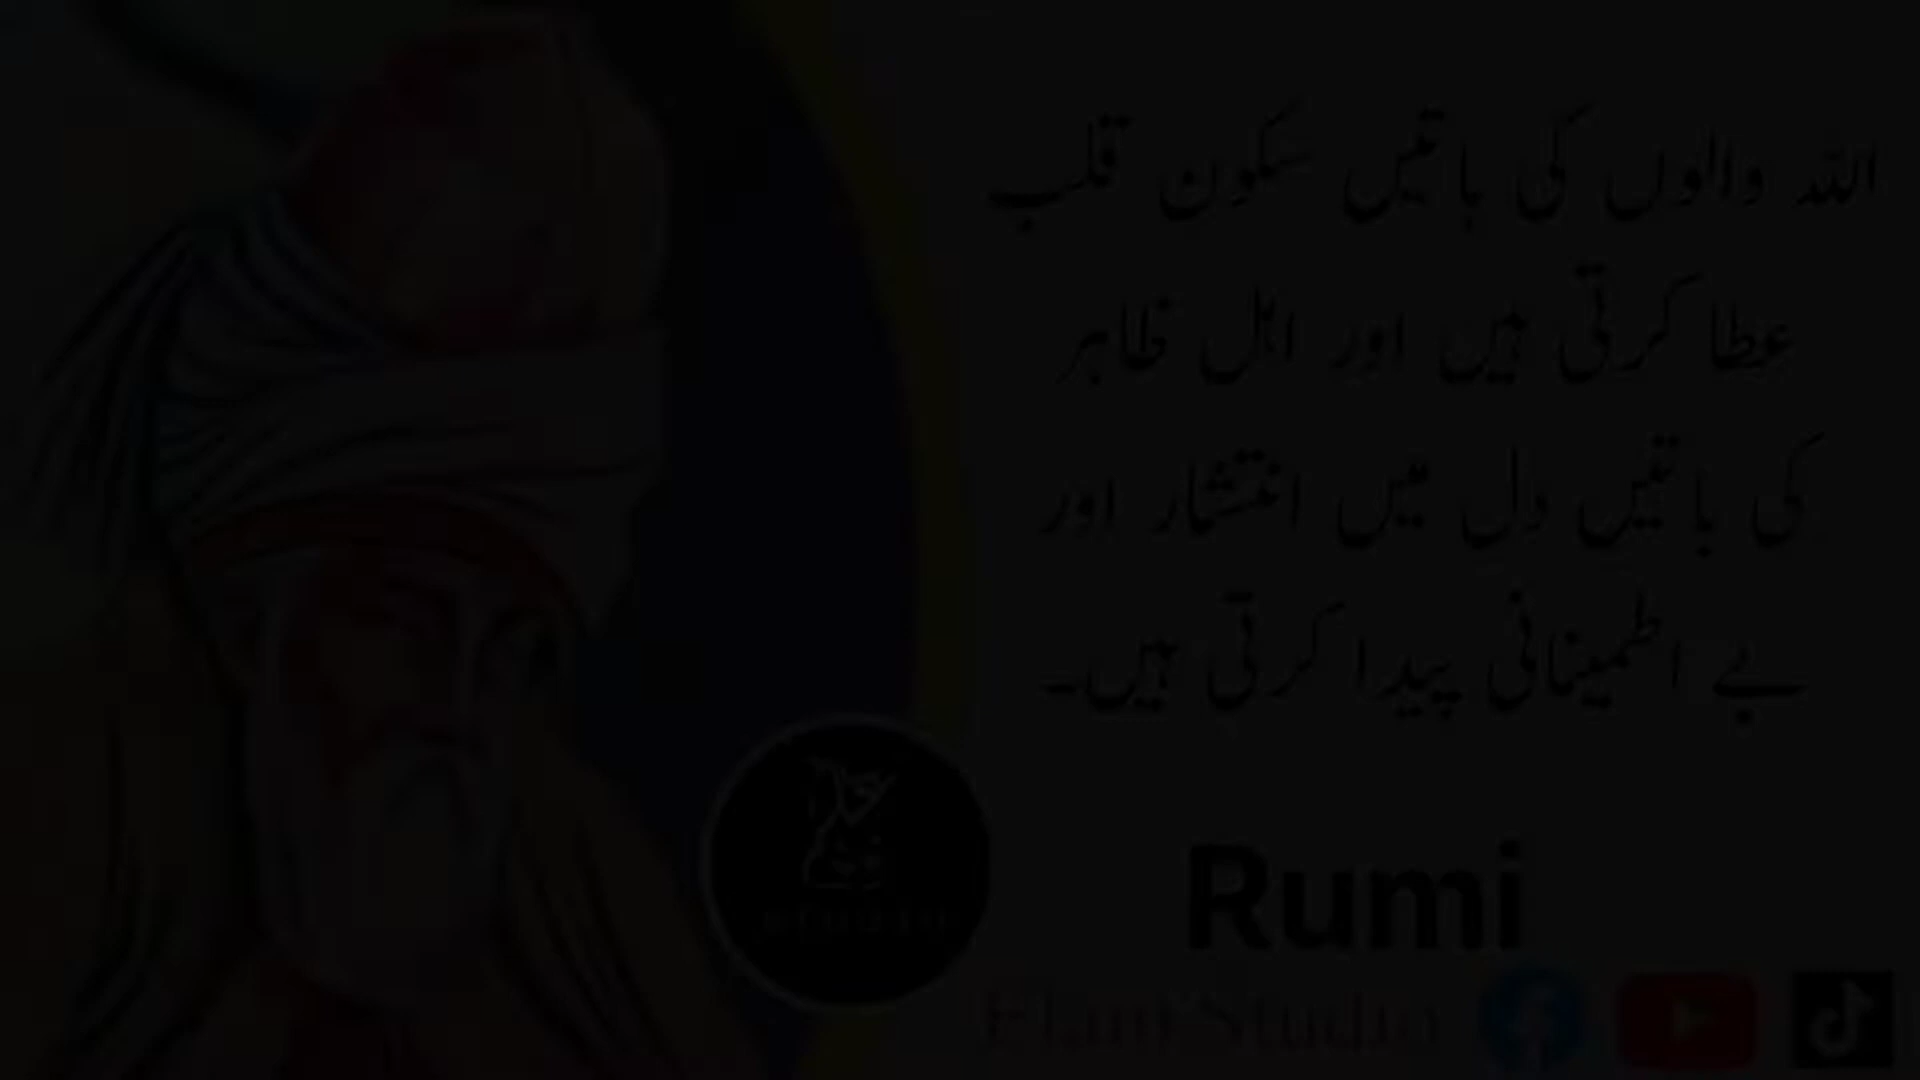 اللہ والوں کی باتیں سکون قلب
عطا کرتی ہیں اور اہل ظاہر
کی باتیں دل میں انتشار اور
بے اطمینانی پیدا کرتی ہیں۔
Rumi
Studio